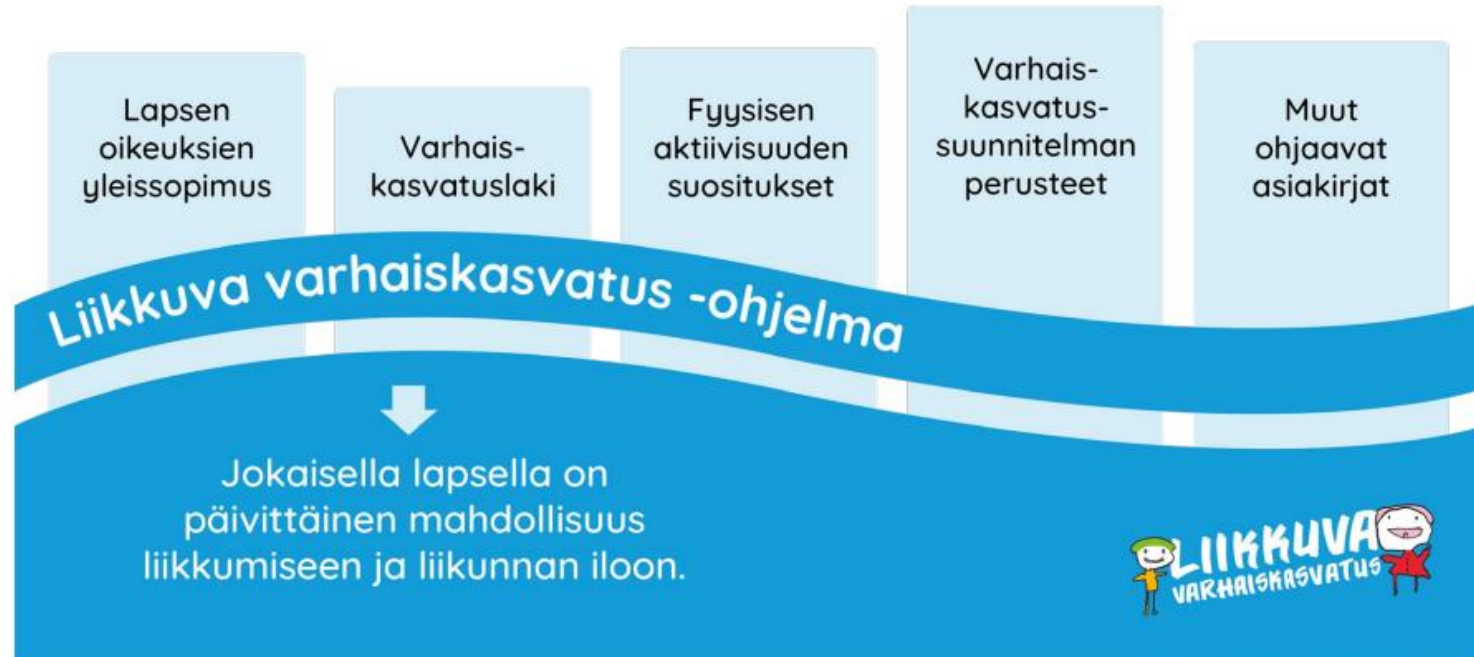 Lapsen
oikeuksien
yleissopimus
Varhais-
kasvatuslaki
Fyysisen
aktiivisuuden
suositukset
Varhais-
kasvatus-
suunnitelman
perusteet
Muut
ohjaavat
asiakirjat
Liikkuva varhaiskasvatus -ohjelma
Jokaisella lapsella on
päivittäinen mahdollisuus
liikkumiseen ja liikunnan iloon.
LIIKKUVA
VARHAISKASVATUS